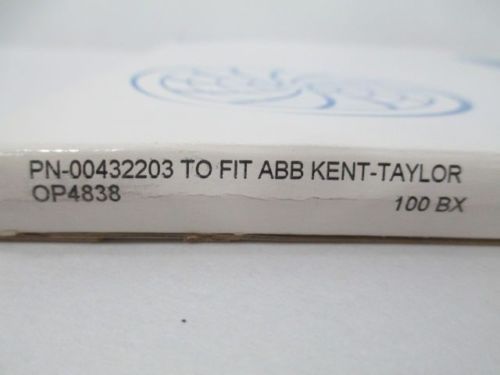 PN-00432203 TO FIT ABB KENT-TAYLOR
OP4838 100 BX